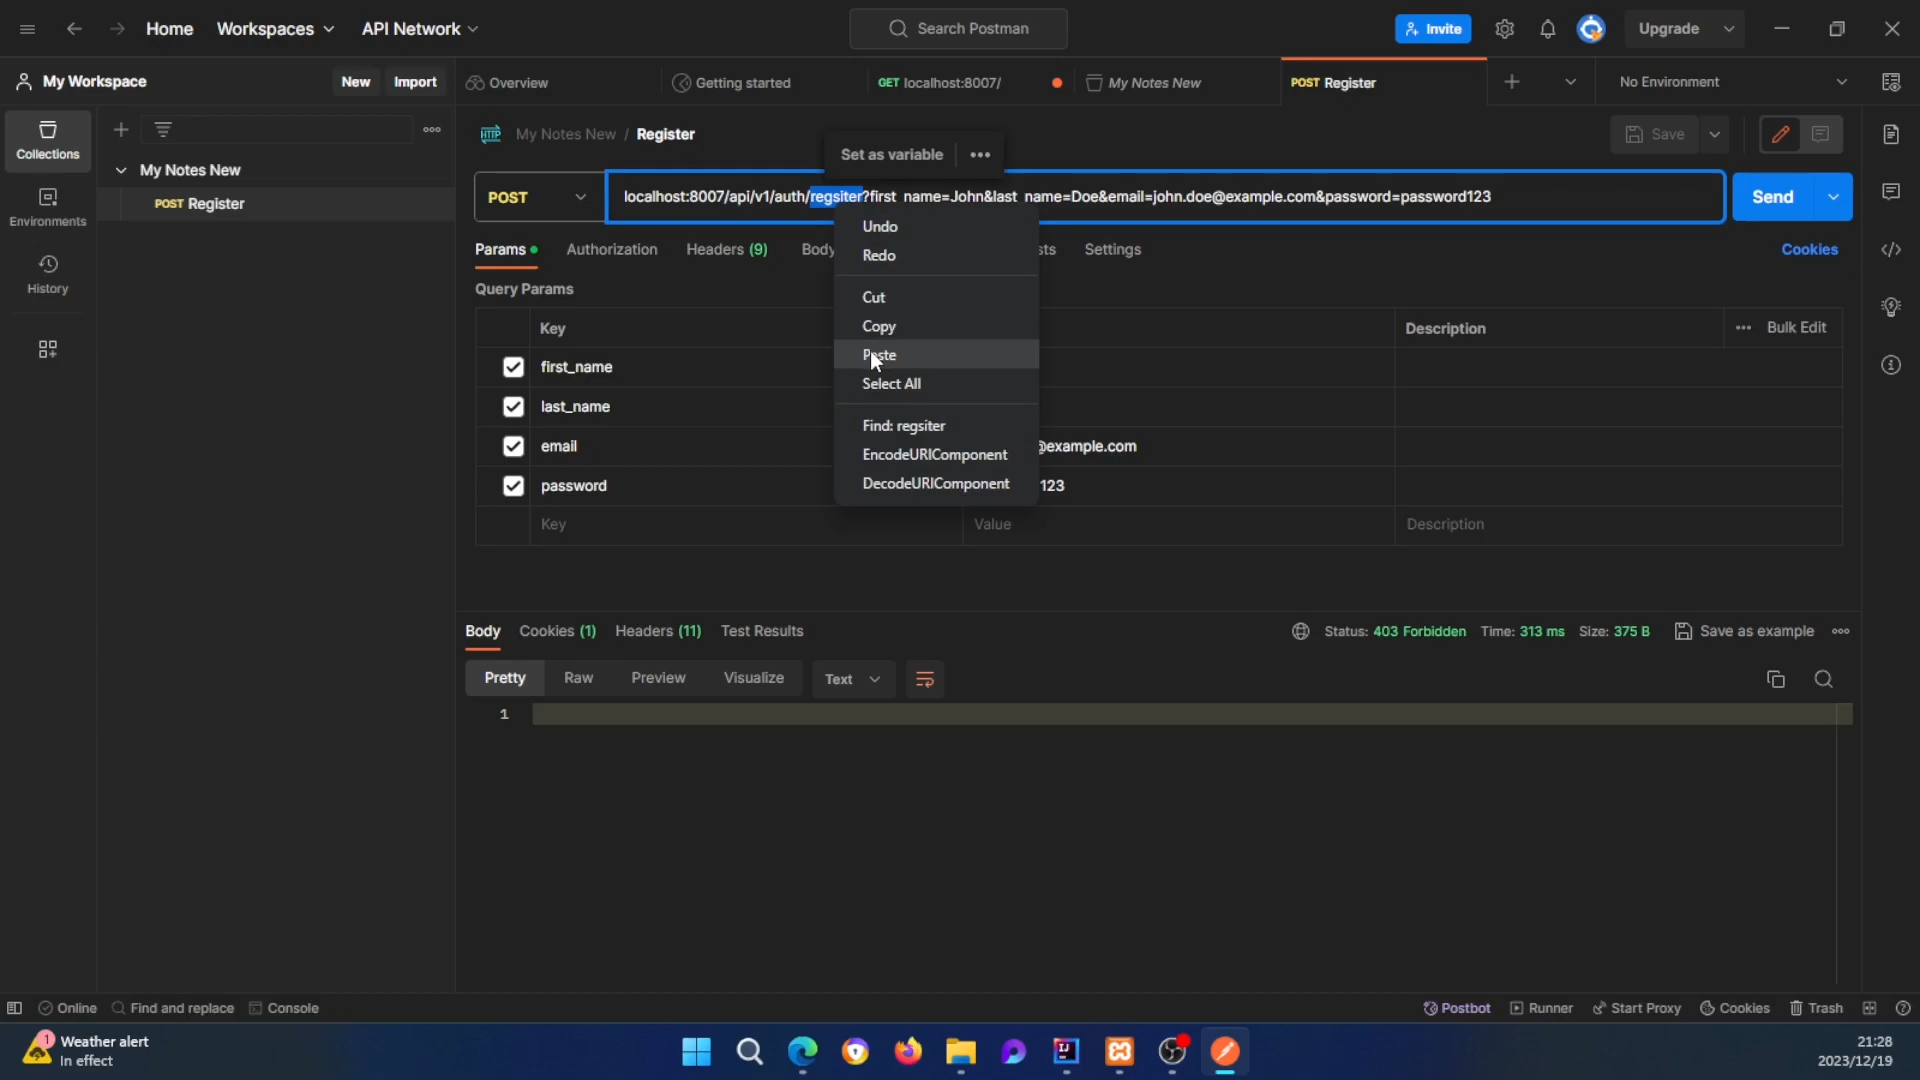 Home Workspaces API Network Search Postman Invite Upgrade
My Workspace New Import Overview Getting started GET localhost:8007/ My Notes New POST Register No Environment
Collections
My Notes New
POST Register
Environments
History
My Notes New / Register Save
Set as variable
POST localhost:8007/api/v1/auth/regsiter?first_name=John&last_name=Doe&email=john.doe@example.com&password=password123 Send
Params Authorization Headers (9) Body sts Settings Cookies
Undo
Redo
Cut
Copy
Paste
Select All
Find: regsiter
EncodeURIComponent
DecodeURIComponent
Query Params
Key Description Bulk Edit
first_name
last_name
email @example.com
password 123
Key Value Description
Body Cookies (1) Headers (11) Test Results Status: 403 Forbidden Time: 313 ms Size: 375 B Save as example
Pretty Raw Preview Visualize Text
1
Online Find and replace Console Postbot Runner Start Proxy Cookies Trash
1 Weather alert
In effect
21:28
2023/12/19